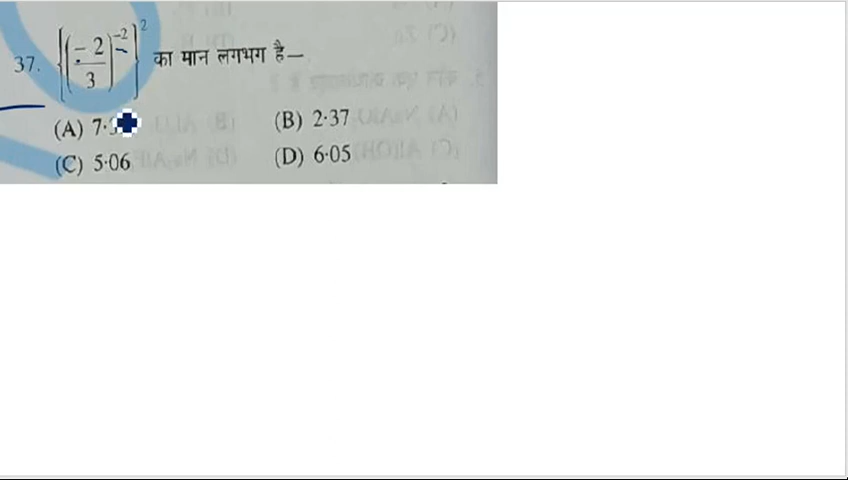 37. {(-2/3)^-2}^2 का मान लगभग है—
(A) 7. (B) 2·37
(C) 5·06 (D) 6·05